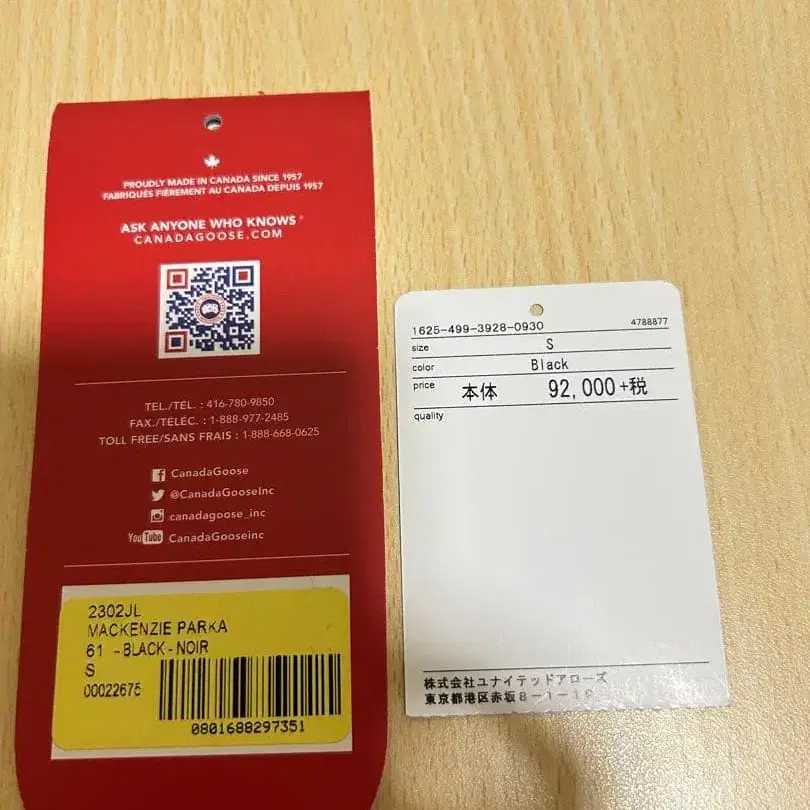 PROUDLY MADE IN CANADA SINCE 1957
FABRIQUÉS FIÈREMENT AU CANADA DEPUIS 1957
ASK ANYONE WHO KNOWS
CANADAGOOSE.COM
TEL./TÉL. : 416-780-9850
FAX./TÉLÉC. : 1-888-977-2485
TOLL FREE/SANS FRAIS : 1-888-668-0625
CanadaGoose
@CanadaGooseInc
canadagoose_inc
YouTube CanadaGooseinc
2302JL
MACKENZIE PARKA
61 -BLACK-NOIR
S
00022675
0801688297351
1625-499-3928-0930 4788877
size S
color Black
price 本体 92,000+税
quality
株式会社ユナイテッドアローズ
東京都港区赤坂8-1-19